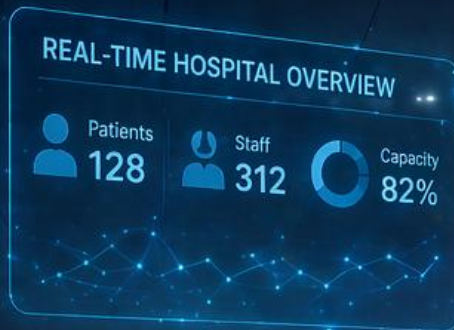 REAL-TIME HOSPITAL OVERVIEW
Patients
128
Staff
312
Capacity
82%